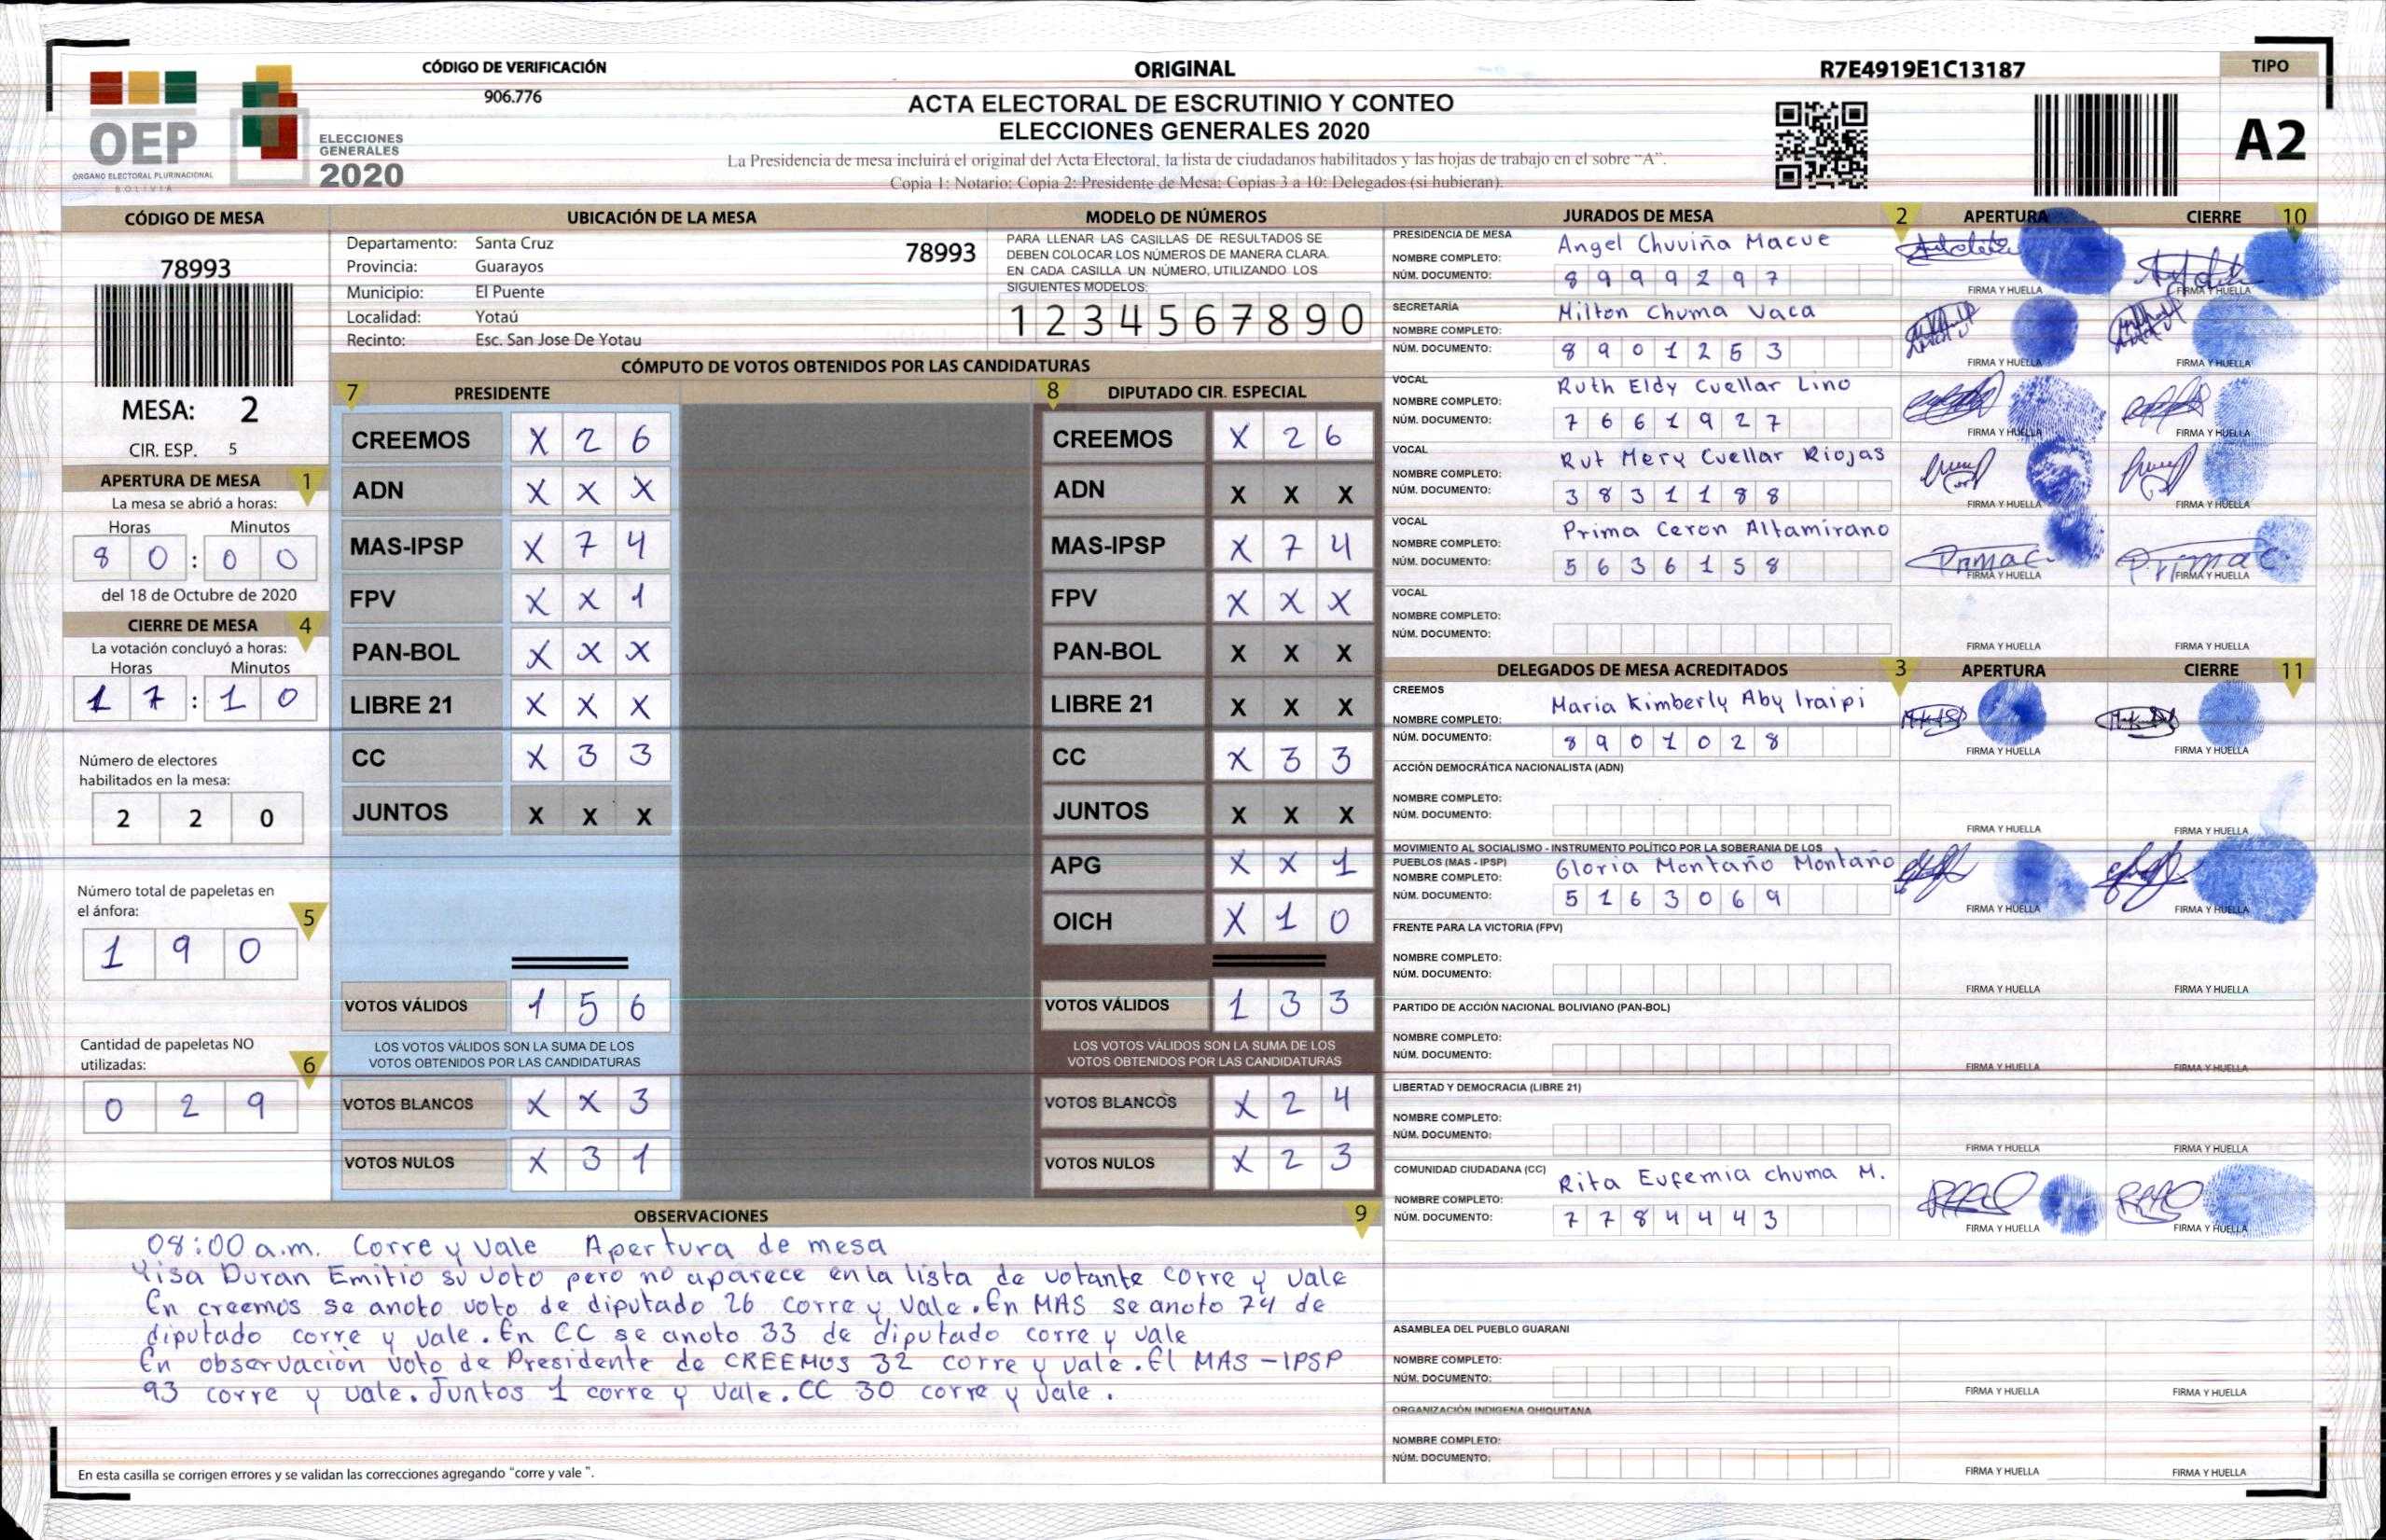 CÓDIGO DE VERIFICACIÓN
906.776
OEP
ÓRGANO ELECTORAL PLURINACIONAL
BOLIVIA
ELECCIONES
GENERALES
2020
ORIGINAL
ACTA ELECTORAL DE ESCRUTINIO Y CONTEO
ELECCIONES GENERALES 2020
La Presidencia de mesa incluirá el original del Acta Electoral, la lista de ciudadanos habilitados y las hojas de trabajo en el sobre "A".
Copia 1: Notario; Copia 2: Presidente de Mesa; Copias 3 a 10: Delegados (si hubieran).
R7E4919E1C13187
TIPO
A2
CÓDIGO DE MESA
78993
MESA: 2
CIR. ESP. 5
APERTURA DE MESA 1
La mesa se abrió a horas:
Horas Minutos
8 0 : 0 0
del 18 de Octubre de 2020
CIERRE DE MESA 4
La votación concluyó a horas:
Horas Minutos
1 7 : 1 0
Número de electores
habilitados en la mesa:
2 2 0
Número total de papeletas en
el ánfora: 5
1 9 0
Cantidad de papeletas NO
utilizadas: 6
0 2 9
UBICACIÓN DE LA MESA
Departamento: Santa Cruz 78993
Provincia: Guarayos
Municipio: El Puente
Localidad: Yotaú
Recinto: Esc. San Jose De Yotau
MODELO DE NÚMEROS
PARA LLENAR LAS CASILLAS DE RESULTADOS SE
DEBEN COLOCAR LOS NÚMEROS DE MANERA CLARA.
EN CADA CASILLA UN NÚMERO, UTILIZANDO LOS
SIGUIENTES MODELOS:
1 2 3 4 5 6 7 8 9 0
CÓMPUTO DE VOTOS OBTENIDOS POR LAS CANDIDATURAS
7 PRESIDENTE
CREEMOS X 2 6
ADN X X X
MAS-IPSP X 7 4
FPV X X 1
PAN-BOL X X X
LIBRE 21 X X X
CC X 3 3
JUNTOS X X X
VOTOS VÁLIDOS 1 5 6
LOS VOTOS VÁLIDOS SON LA SUMA DE LOS
VOTOS OBTENIDOS POR LAS CANDIDATURAS
VOTOS BLANCOS X X 3
VOTOS NULOS X 3 1
8 DIPUTADO CIR. ESPECIAL
CREEMOS X 2 6
ADN X X X
MAS-IPSP X 7 4
FPV X X X
PAN-BOL X X X
LIBRE 21 X X X
CC X 3 3
JUNTOS X X X
APG X X 1
OICH X 1 0
VOTOS VÁLIDOS 1 3 3
LOS VOTOS VÁLIDOS SON LA SUMA DE LOS
VOTOS OBTENIDOS POR LAS CANDIDATURAS
VOTOS BLANCOS X 2 4
VOTOS NULOS X 2 3
OBSERVACIONES 9
08:00 a.m. Corre y vale Apertura de mesa
Yisa Duran Emitio su voto pero no aparece en la lista de votante corre y vale
En creemos se anoto voto de diputado 26 corre y vale. En MAS se anoto 74 de
diputado corre y vale. En CC se anoto 33 de diputado corre y vale
En observación voto de Presidente de CREEMOS 32 corre y vale. El MAS-IPSP
93 corre y vale. Juntos 1 corre y vale. CC 30 corre y vale.
En esta casilla se corrigen errores y se validan las correcciones agregando "corre y vale ".
JURADOS DE MESA 2 APERTURA CIERRE 10
PRESIDENCIA DE MESA
NOMBRE COMPLETO: Angel Chuviña Macue
NÚM. DOCUMENTO: 8 9 9 9 2 9 7
FIRMA Y HUELLA FIRMA Y HUELLA
SECRETARÍA
NOMBRE COMPLETO: Milton Chuma Vaca
NÚM. DOCUMENTO: 8 9 0 1 2 5 3
FIRMA Y HUELLA FIRMA Y HUELLA
VOCAL
NOMBRE COMPLETO: Ruth Eldy Cuellar Lino
NÚM. DOCUMENTO: 7 6 6 1 9 2 7
FIRMA Y HUELLA FIRMA Y HUELLA
VOCAL
NOMBRE COMPLETO: Rut Mery Cuellar Riojas
NÚM. DOCUMENTO: 3 8 3 1 1 8 8
FIRMA Y HUELLA FIRMA Y HUELLA
VOCAL
NOMBRE COMPLETO: Prima Ceron Altamirano
NÚM. DOCUMENTO: 5 6 3 6 1 5 8
Prima C. Prima C.
FIRMA Y HUELLA FIRMA Y HUELLA
VOCAL
NOMBRE COMPLETO:
NÚM. DOCUMENTO:
FIRMA Y HUELLA FIRMA Y HUELLA
DELEGADOS DE MESA ACREDITADOS 3 APERTURA CIERRE 11
CREEMOS
NOMBRE COMPLETO: Maria Kimberly Aby Iraipi
NÚM. DOCUMENTO: 8 9 0 1 0 2 8
FIRMA Y HUELLA FIRMA Y HUELLA
ACCIÓN DEMOCRÁTICA NACIONALISTA (ADN)
NOMBRE COMPLETO:
NÚM. DOCUMENTO:
FIRMA Y HUELLA FIRMA Y HUELLA
MOVIMIENTO AL SOCIALISMO - INSTRUMENTO POLÍTICO POR LA SOBERANIA DE LOS
PUEBLOS (MAS - IPSP)
NOMBRE COMPLETO: Gloria Montaño Montaño
NÚM. DOCUMENTO: 5 1 6 3 0 6 9
FIRMA Y HUELLA FIRMA Y HUELLA
FRENTE PARA LA VICTORIA (FPV)
NOMBRE COMPLETO:
NÚM. DOCUMENTO:
FIRMA Y HUELLA FIRMA Y HUELLA
PARTIDO DE ACCIÓN NACIONAL BOLIVIANO (PAN-BOL)
NOMBRE COMPLETO:
NÚM. DOCUMENTO:
FIRMA Y HUELLA FIRMA Y HUELLA
LIBERTAD Y DEMOCRACIA (LIBRE 21)
NOMBRE COMPLETO:
NÚM. DOCUMENTO:
FIRMA Y HUELLA FIRMA Y HUELLA
COMUNIDAD CIUDADANA (CC)
NOMBRE COMPLETO: Rita Eufemia chuma M.
NÚM. DOCUMENTO: 7 7 8 4 4 4 3
FIRMA Y HUELLA FIRMA Y HUELLA
ASAMBLEA DEL PUEBLO GUARANI
NOMBRE COMPLETO:
NÚM. DOCUMENTO:
FIRMA Y HUELLA FIRMA Y HUELLA
ORGANIZACIÓN INDIGENA CHIQUITANA
NOMBRE COMPLETO:
NÚM. DOCUMENTO:
FIRMA Y HUELLA FIRMA Y HUELLA